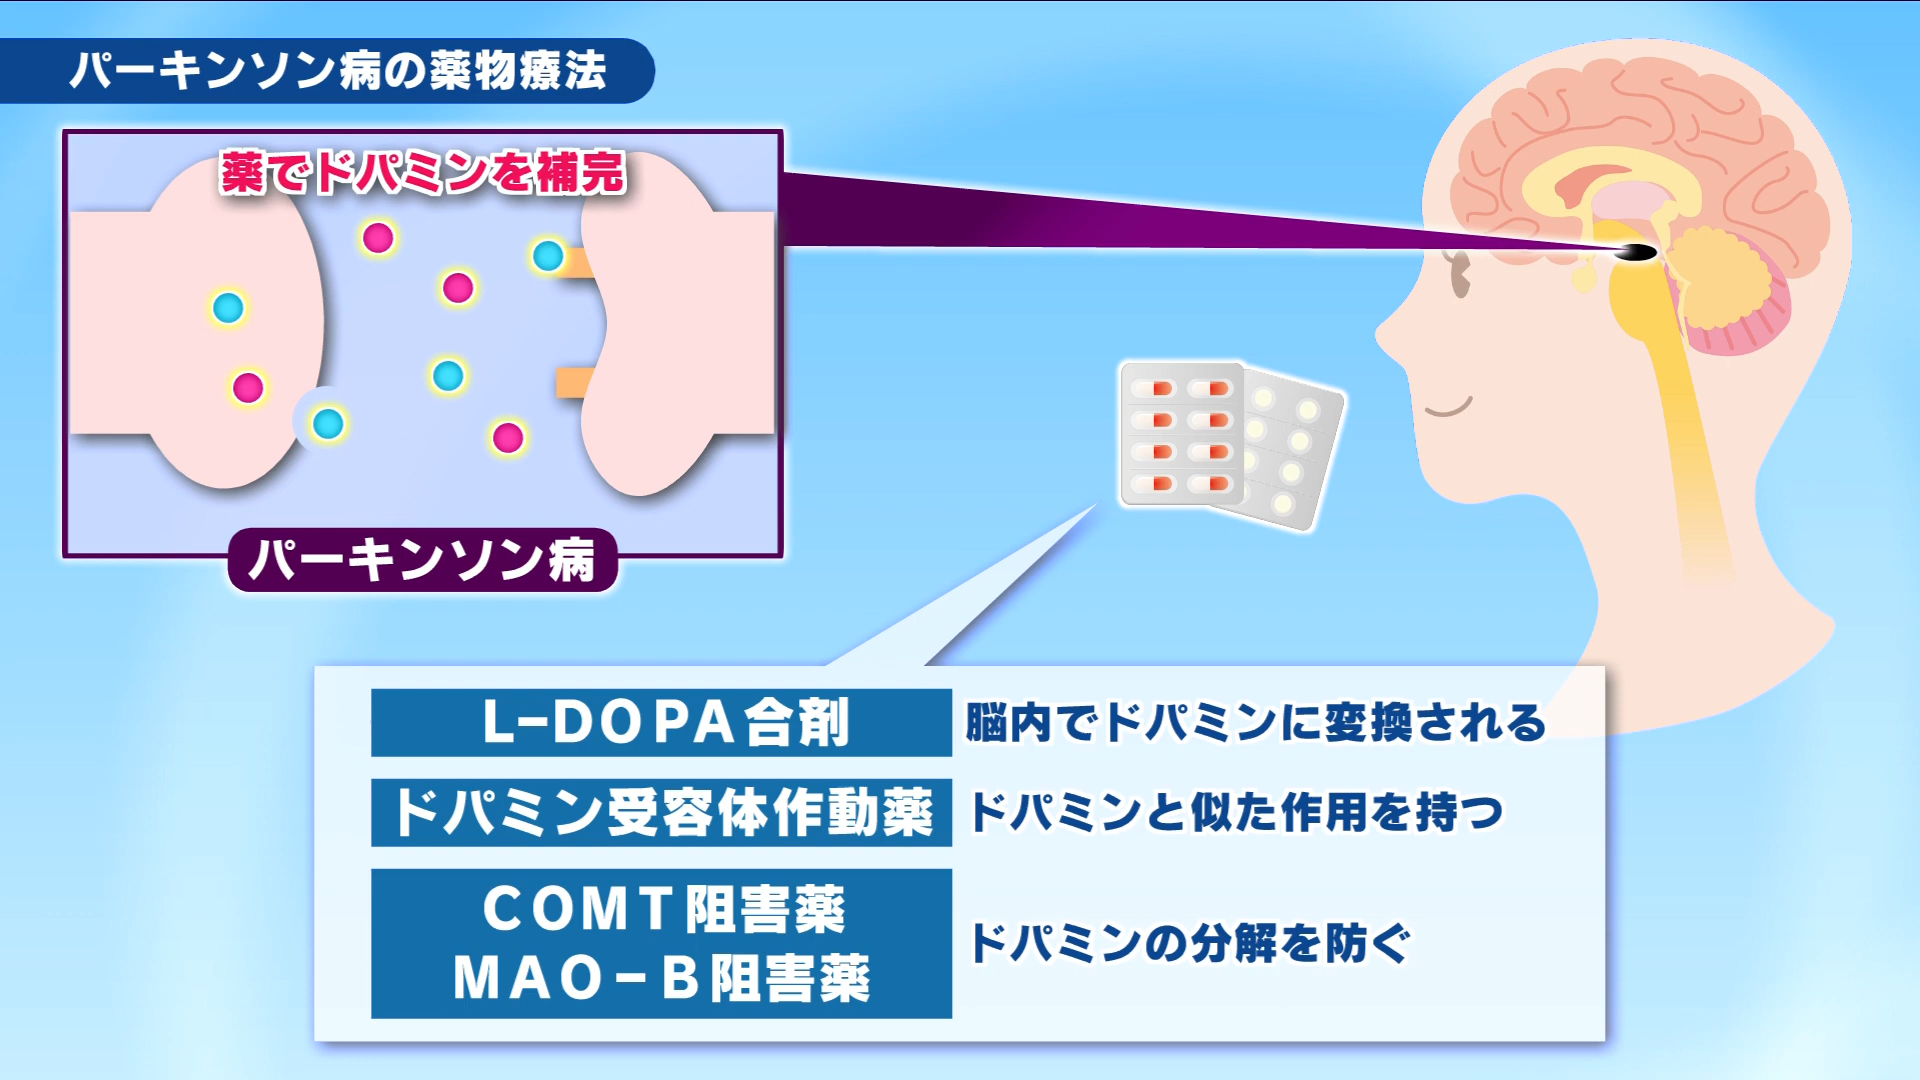 パーキンソン病の薬物療法
薬でドパミンを補完
パーキンソン病
L-DOPA合剤
脳内でドパミンに変換される
ドパミン受容体作動薬
ドパミンと似た作用を持つ
COMT阻害薬
MAO-B阻害薬
ドパミンの分解を防ぐ